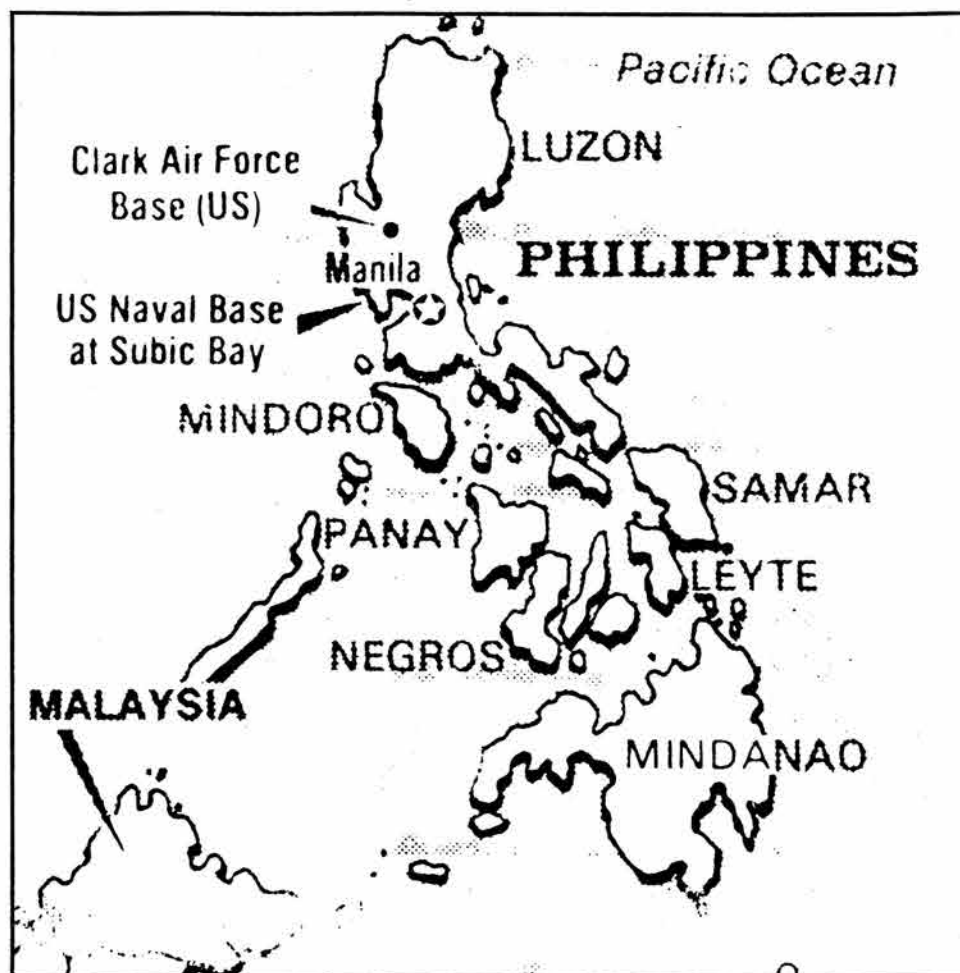 Pacific Ocean
LUZON
Clark Air Force
Base (US)
PHILIPPINES
Manila
US Naval Base
at Subic Bay
MINDORO
SAMAR
PANAY
LEYTE
NEGROS
MALAYSIA
MINDANAO